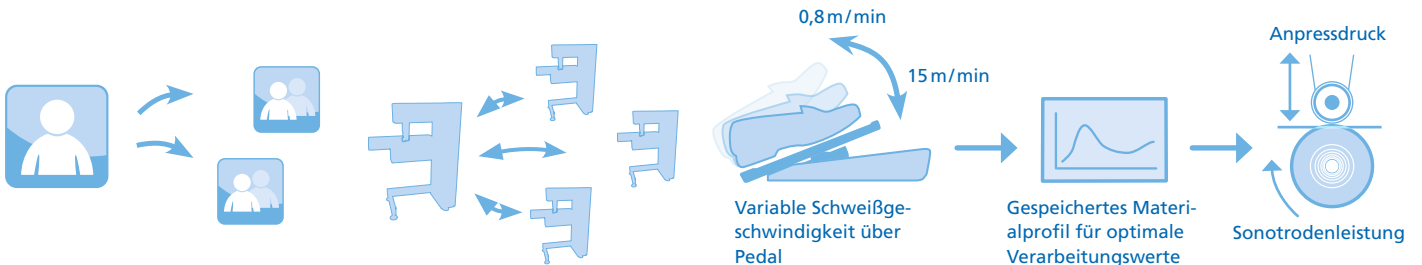 0,8 m/min
15 m/min
Variable Schweißge-
schwindigkeit über
Pedal
Gespeichertes Materi-
alprofil für optimale
Verarbeitungswerte
Anpressdruck
Sonotrodenleistung